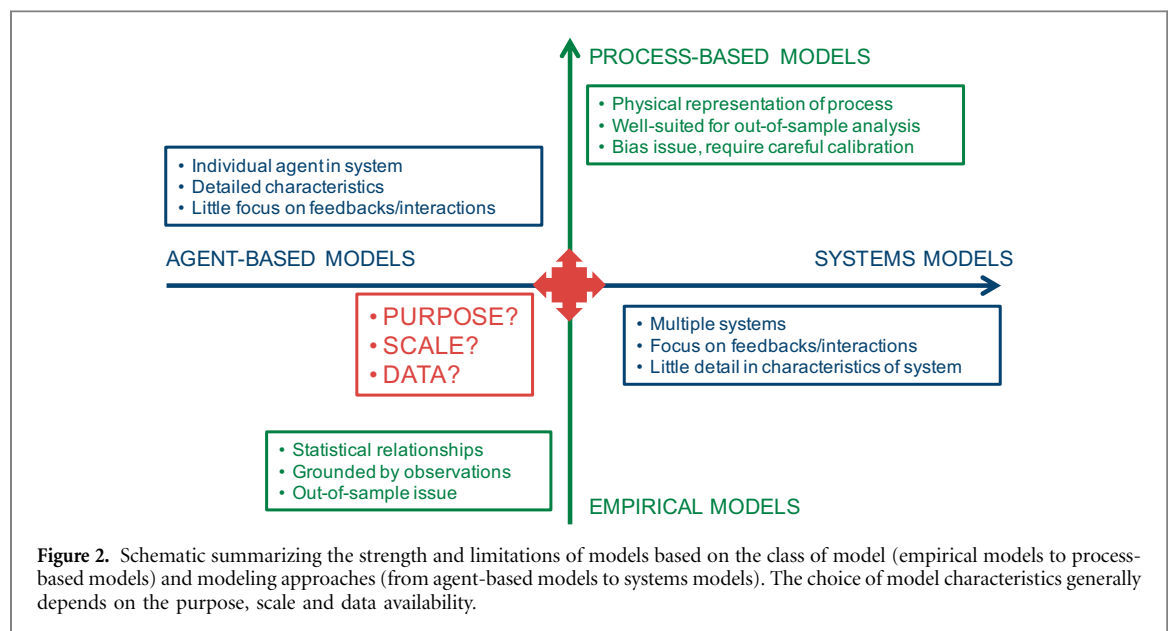 PROCESS-BASED MODELS
• Physical representation of process
• Well-suited for out-of-sample analysis
• Bias issue, require careful calibration
• Individual agent in system
• Detailed characteristics
• Little focus on feedbacks/interactions
AGENT-BASED MODELS
SYSTEMS MODELS
• PURPOSE?
• SCALE?
• DATA?
• Multiple systems
• Focus on feedbacks/interactions
• Little detail in characteristics of system
• Statistical relationships
• Grounded by observations
• Out-of-sample issue
EMPIRICAL MODELS
Figure 2. Schematic summarizing the strength and limitations of models based on the class of model (empirical models to process-
based models) and modeling approaches (from agent-based models to systems models). The choice of model characteristics generally
depends on the purpose, scale and data availability.